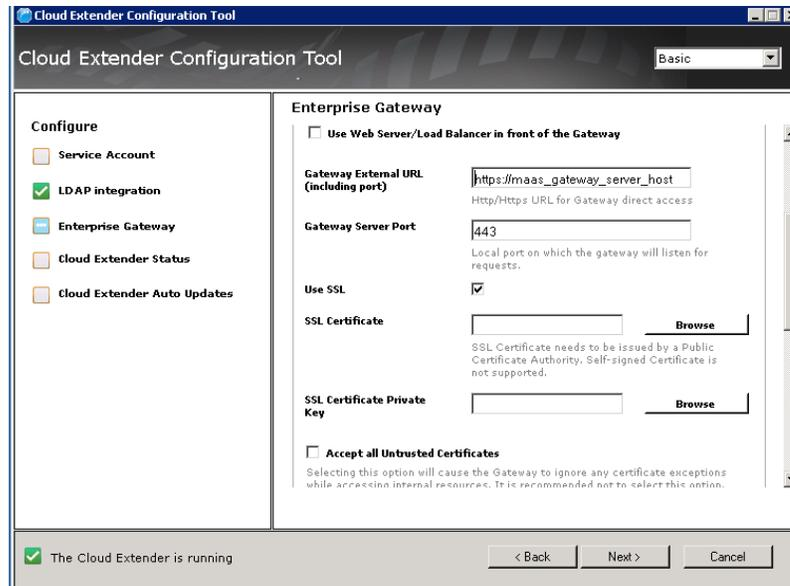 Cloud Extender Configuration Tool
Cloud Extender Configuration Tool
Basic
Configure
Service Account
LDAP integration
Enterprise Gateway
Cloud Extender Status
Cloud Extender Auto Updates
Enterprise Gateway
Use Web Server/Load Balancer in front of the Gateway
Gateway External URL
(including port)
https://maas_gateway_server_host
Http/Https URL for Gateway direct access
Gateway Server Port
443
Local port on which the gateway will listen for
requests.
Use SSL
SSL Certificate
Browse
SSL Certificate needs to be issued by a Public
Certificate Authority. Self-signed Certificate is
not supported.
SSL Certificate Private
Key
Browse
Accept all Untrusted Certificates
Selecting this option will cause the Gateway to ignore any certificate exceptions
while accessing internal resources. It is recommended not to select this option.
The Cloud Extender is running
< Back
Next >
Cancel